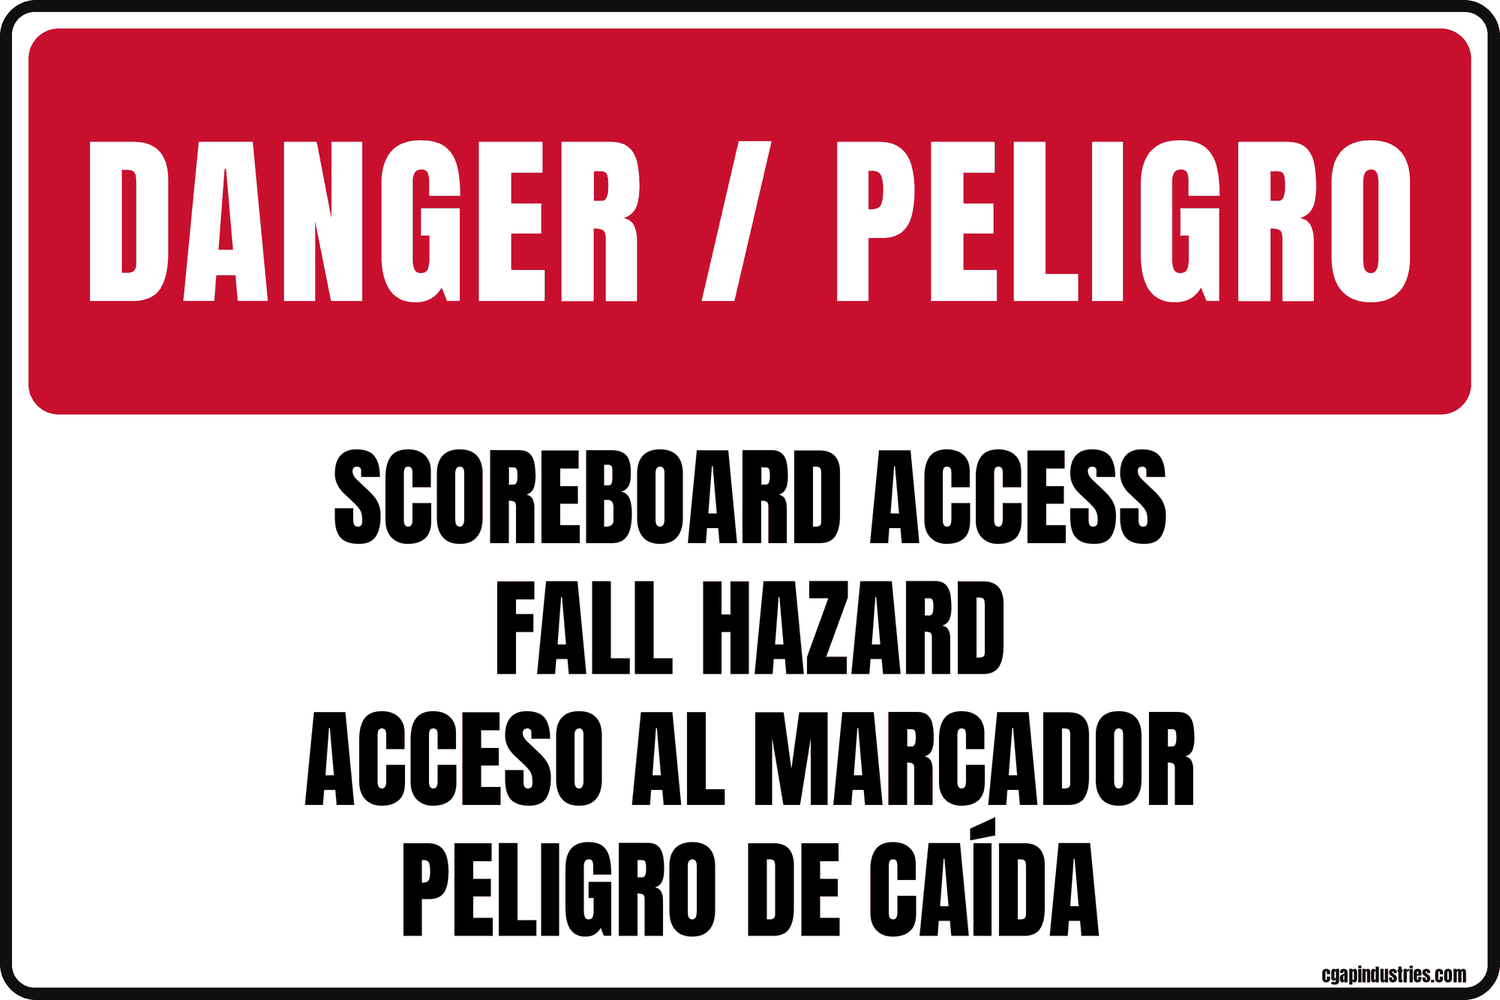 DANGER / PELIGRO
SCOREBOARD ACCESS
FALL HAZARD
ACCESO AL MARCADOR
PELIGRO DE CAÍDA
cgapindustries.com